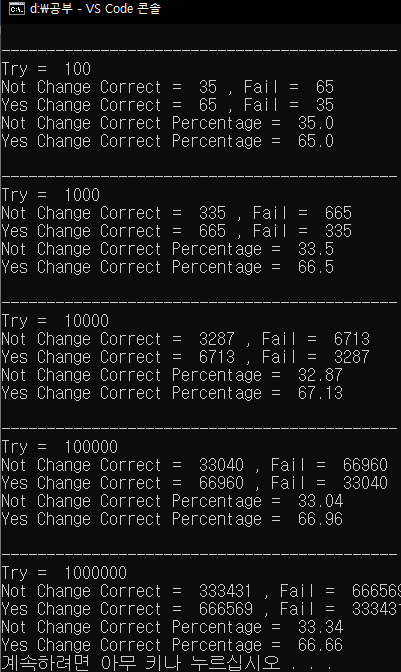 d:\공부 - VS Code 콘솔
--------------------------------------------
Try =  100
Not Change Correct =  35 , Fail =  65
Yes Change Correct =  65 , Fail =  35
Not Change Correct Percentage =  35.0
Yes Change Correct Percentage =  65.0
--------------------------------------------
Try =  1000
Not Change Correct =  335 , Fail =  665
Yes Change Correct =  665 , Fail =  335
Not Change Correct Percentage =  33.5
Yes Change Correct Percentage =  66.5
--------------------------------------------
Try =  10000
Not Change Correct =  3287 , Fail =  6713
Yes Change Correct =  6713 , Fail =  3287
Not Change Correct Percentage =  32.87
Yes Change Correct Percentage =  67.13
--------------------------------------------
Try =  100000
Not Change Correct =  33040 , Fail =  66960
Yes Change Correct =  66960 , Fail =  33040
Not Change Correct Percentage =  33.04
Yes Change Correct Percentage =  66.96
--------------------------------------------
Try =  1000000
Not Change Correct =  333431 , Fail =  666569
Yes Change Correct =  666569 , Fail =  333431
Not Change Correct Percentage =  33.34
Yes Change Correct Percentage =  66.66
계속하려면 아무 키나 누르십시오 . . .